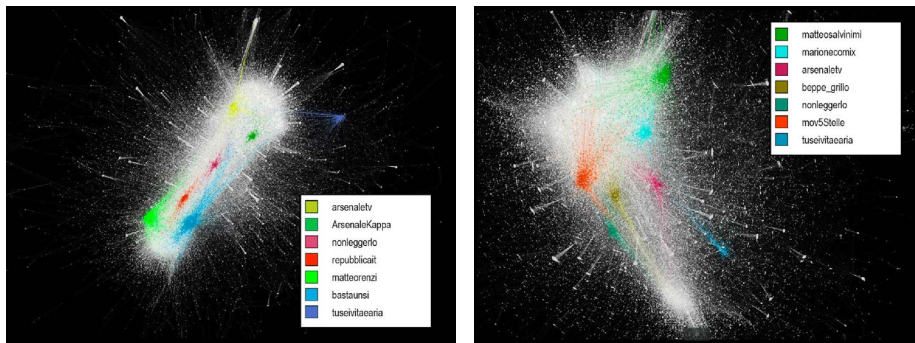 arsenaletv
ArsenaleKappa
nonleggerlo
repubblicait
matteorenzi
bastaunsi
tuseivitaearia
matteosalvinimi
marionecomix
arsenaletv
beppe_grillo
nonleggerlo
mov5Stelle
tuseivitaearia